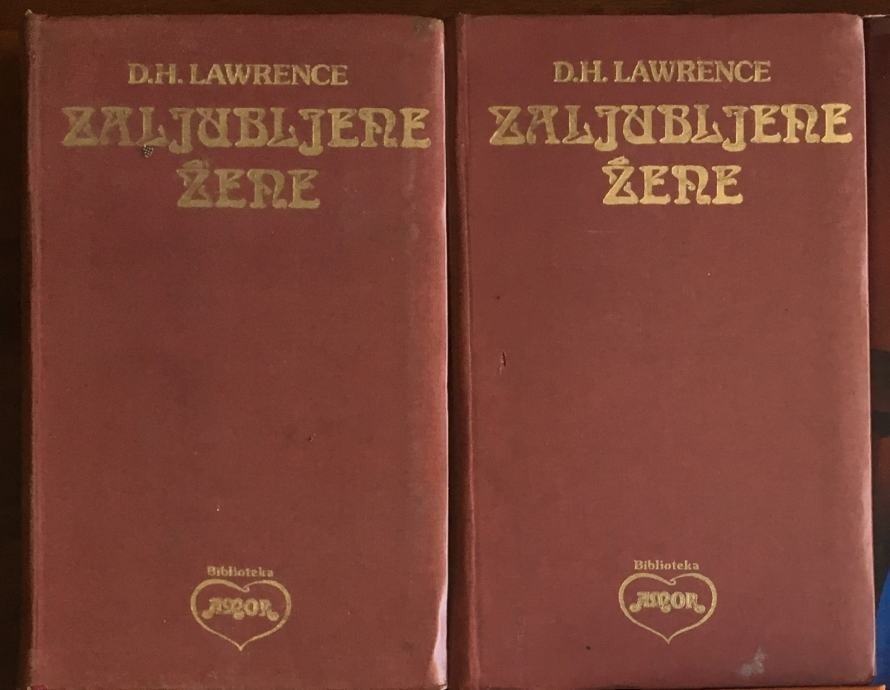 D.H. LAWRENCE
ZALJUBLJENE
ŽENE
Biblioteka
AMOR
D.H. LAWRENCE
ZALJUBLJENE
ŽENE
Biblioteka
AMOR